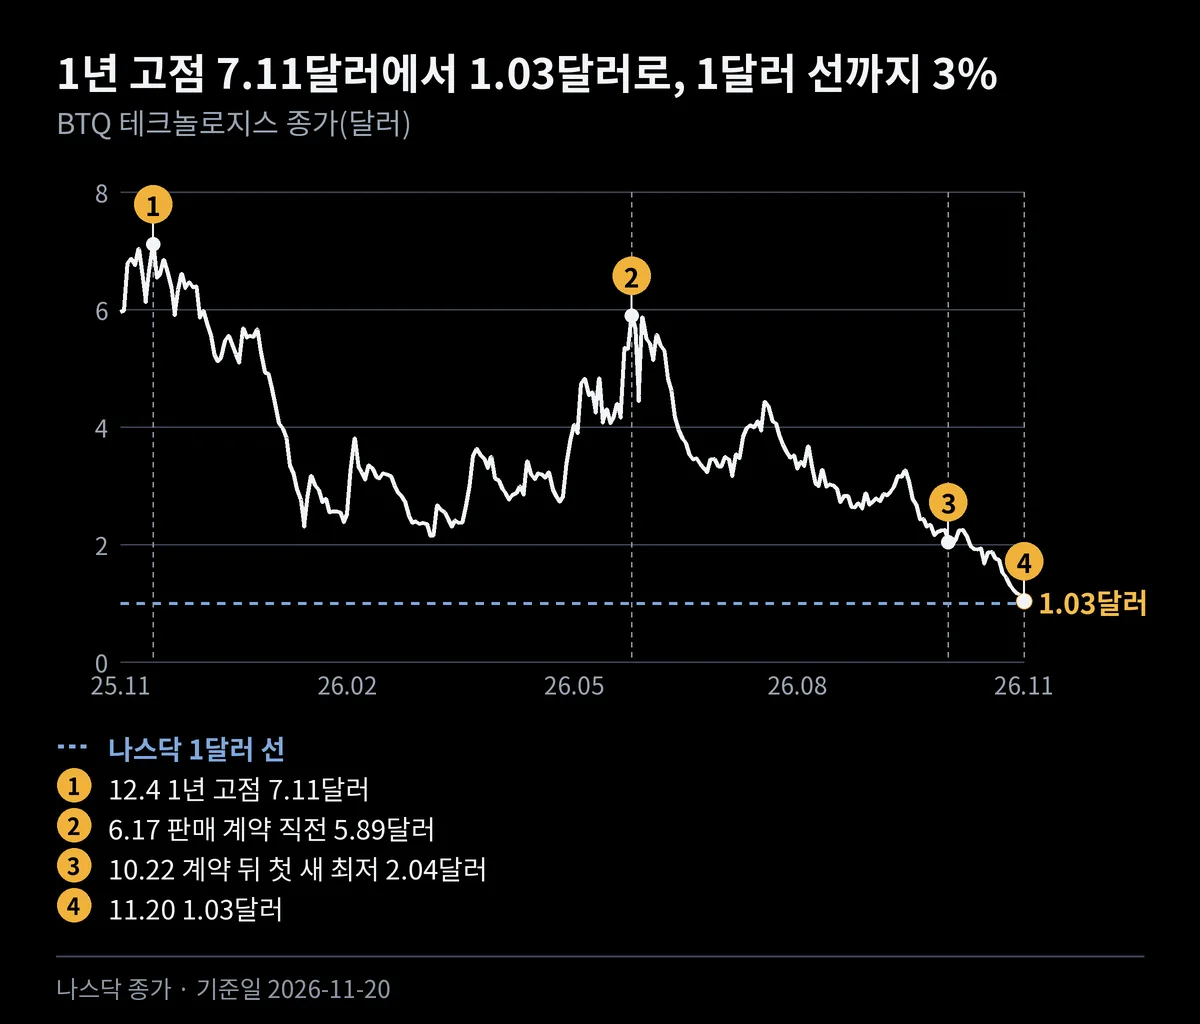 1년 고점 7.11달러에서 1.03달러로, 1달러 선까지 3%
BTQ 테크놀로지스 종가(달러)
8
6
4
2
0
1
2
3
4
1.03달러
25.11
26.02
26.05
26.08
26.11
나스닥 1달러 선
1 12.4 1년 고점 7.11달러
2 6.17 판매 계약 직전 5.89달러
3 10.22 계약 뒤 첫 새 최저 2.04달러
4 11.20 1.03달러
나스닥 종가 · 기준일 2026-11-20